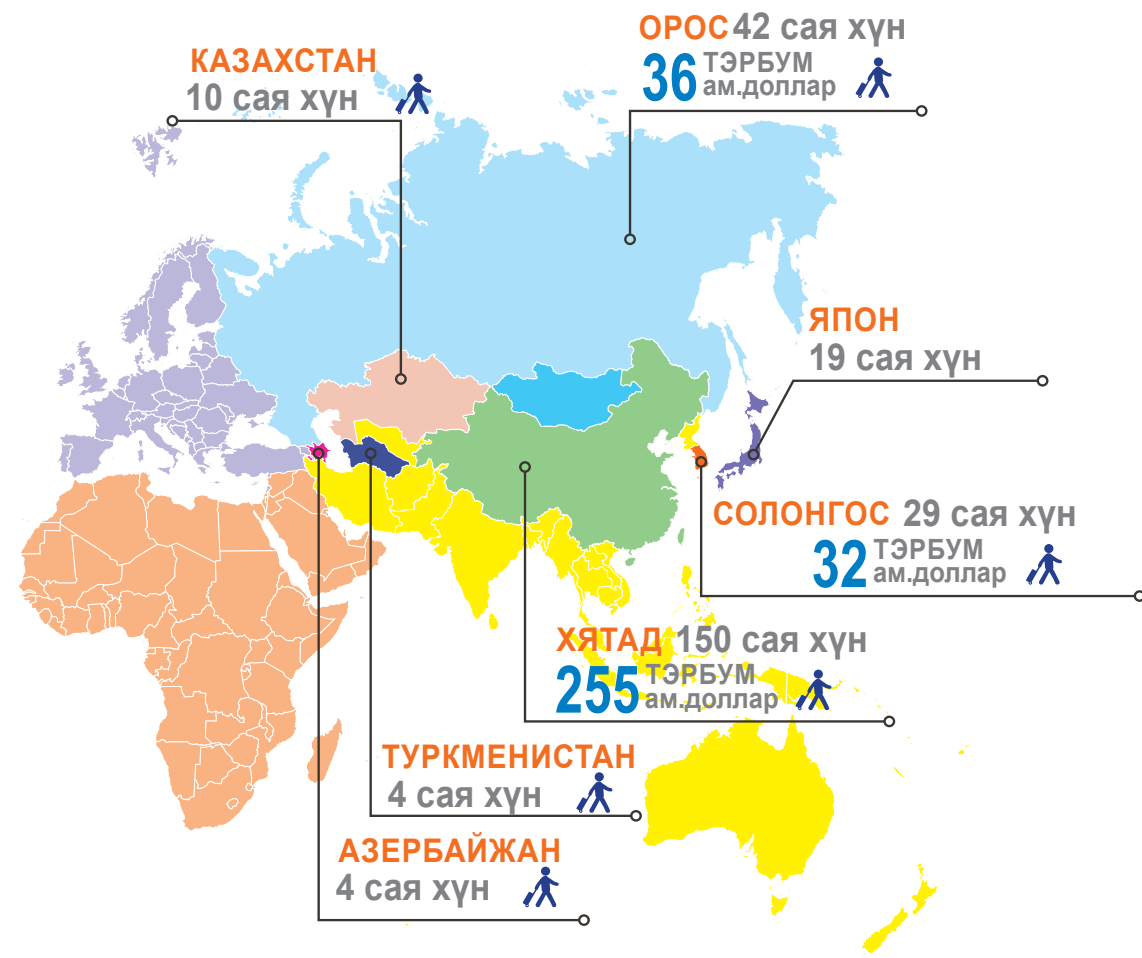 ОРОС 42 сая хүн
36 ТЭРБУМ
ам.доллар
КАЗАХСТАН
10 сая хүн
ЯПОН
19 сая хүн
СОЛОНГОС 29 сая хүн
32 ТЭРБУМ
ам.доллар
ХЯТАД 150 сая хүн
255 ТЭРБУМ
ам.доллар
ТУРКМЕНИСТАН
4 сая хүн
АЗЕРБАЙЖАН
4 сая хүн